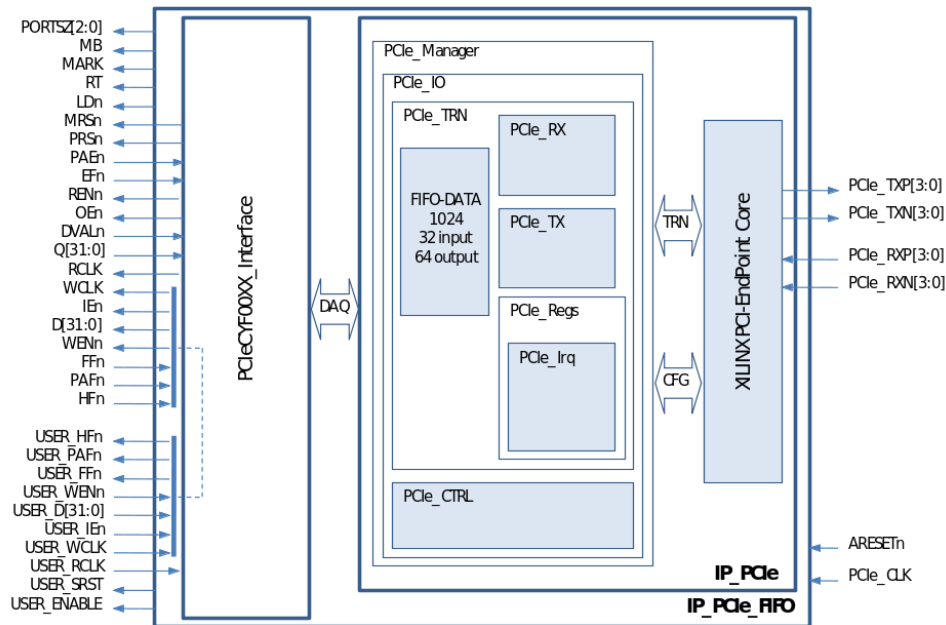 PORTSZ[2:0]
MB
MARK
RT
LDn
MRSn
PRSn
PAEn
EFn
RENn
OEn
DVALn
Q[31:0]
RCLK
WCLK
IEn
D[31:0]
WENn
FFn
PAFn
HFn
USER_HFn
USER_PAFn
USER_FFn
USER_WENn
USER_D[31:0]
USER_IEn
USER_WCLK
USER_RCLK
USER_SRST
USER_ENABLE
PCIeCYF00XX_Interface
DAQ
PCIe_Manager
PCIe_IO
PCIe_TRN
FIFO-DATA
1024
32 input
64 output
PCIe_RX
PCIe_TX
PCIe_Regs
PCIe_Irq
PCIe_CTRL
TRN
CFG
XILINX PCI-EndPoint Core
PCIe_TXP[3:0]
PCIe_TXN[3:0]
PCIe_RXP[3:0]
PCIe_RXN[3:0]
ARESETn
PCIe_CLK
IP_PCIe
IP_PCIe_FIFO